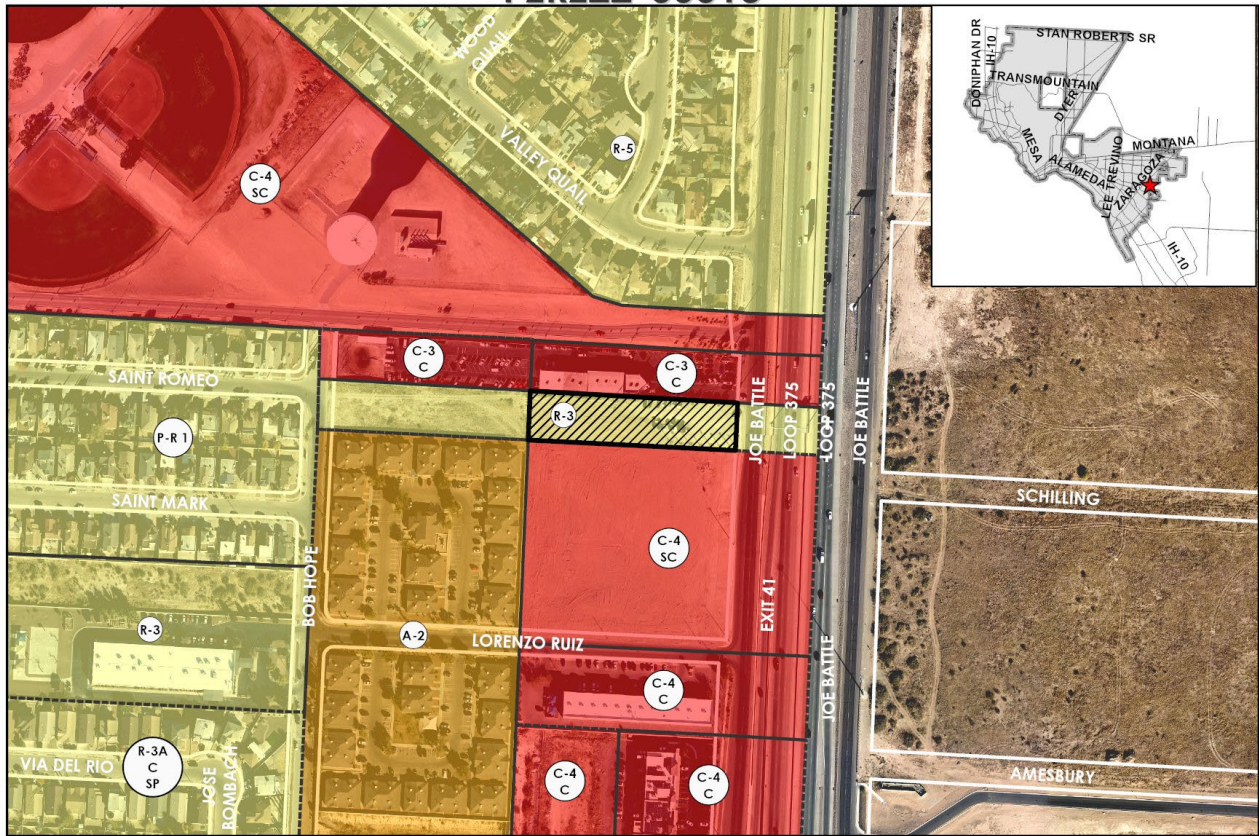 WOOD
QUAIL
VALLEY QUAIL
R-5
C-4
SC
STAN ROBERTS SR
DONIPHAN DR
IH-10
TRANSMOUNTAIN
DYER
MESA
ALAMEDA
LEE TREVINO
ZARAGOZA
MONTANA
IH-10
C-3
C
C-3
C
SAINT ROMEO
P-R 1
SAINT MARK
R-3
JOE BATTLE
LOOP 375
LOOP 375
JOE BATTLE
SCHILLING
C-4
SC
BOB HOPE
R-3
A-2
LORENZO RUIZ
EXIT 41
JOE BATTLE
C-4
C
R-3A
C
SP
VIA DEL RIO
JOSE
BOMBACH
C-4
C
C-4
C
AMESBURY